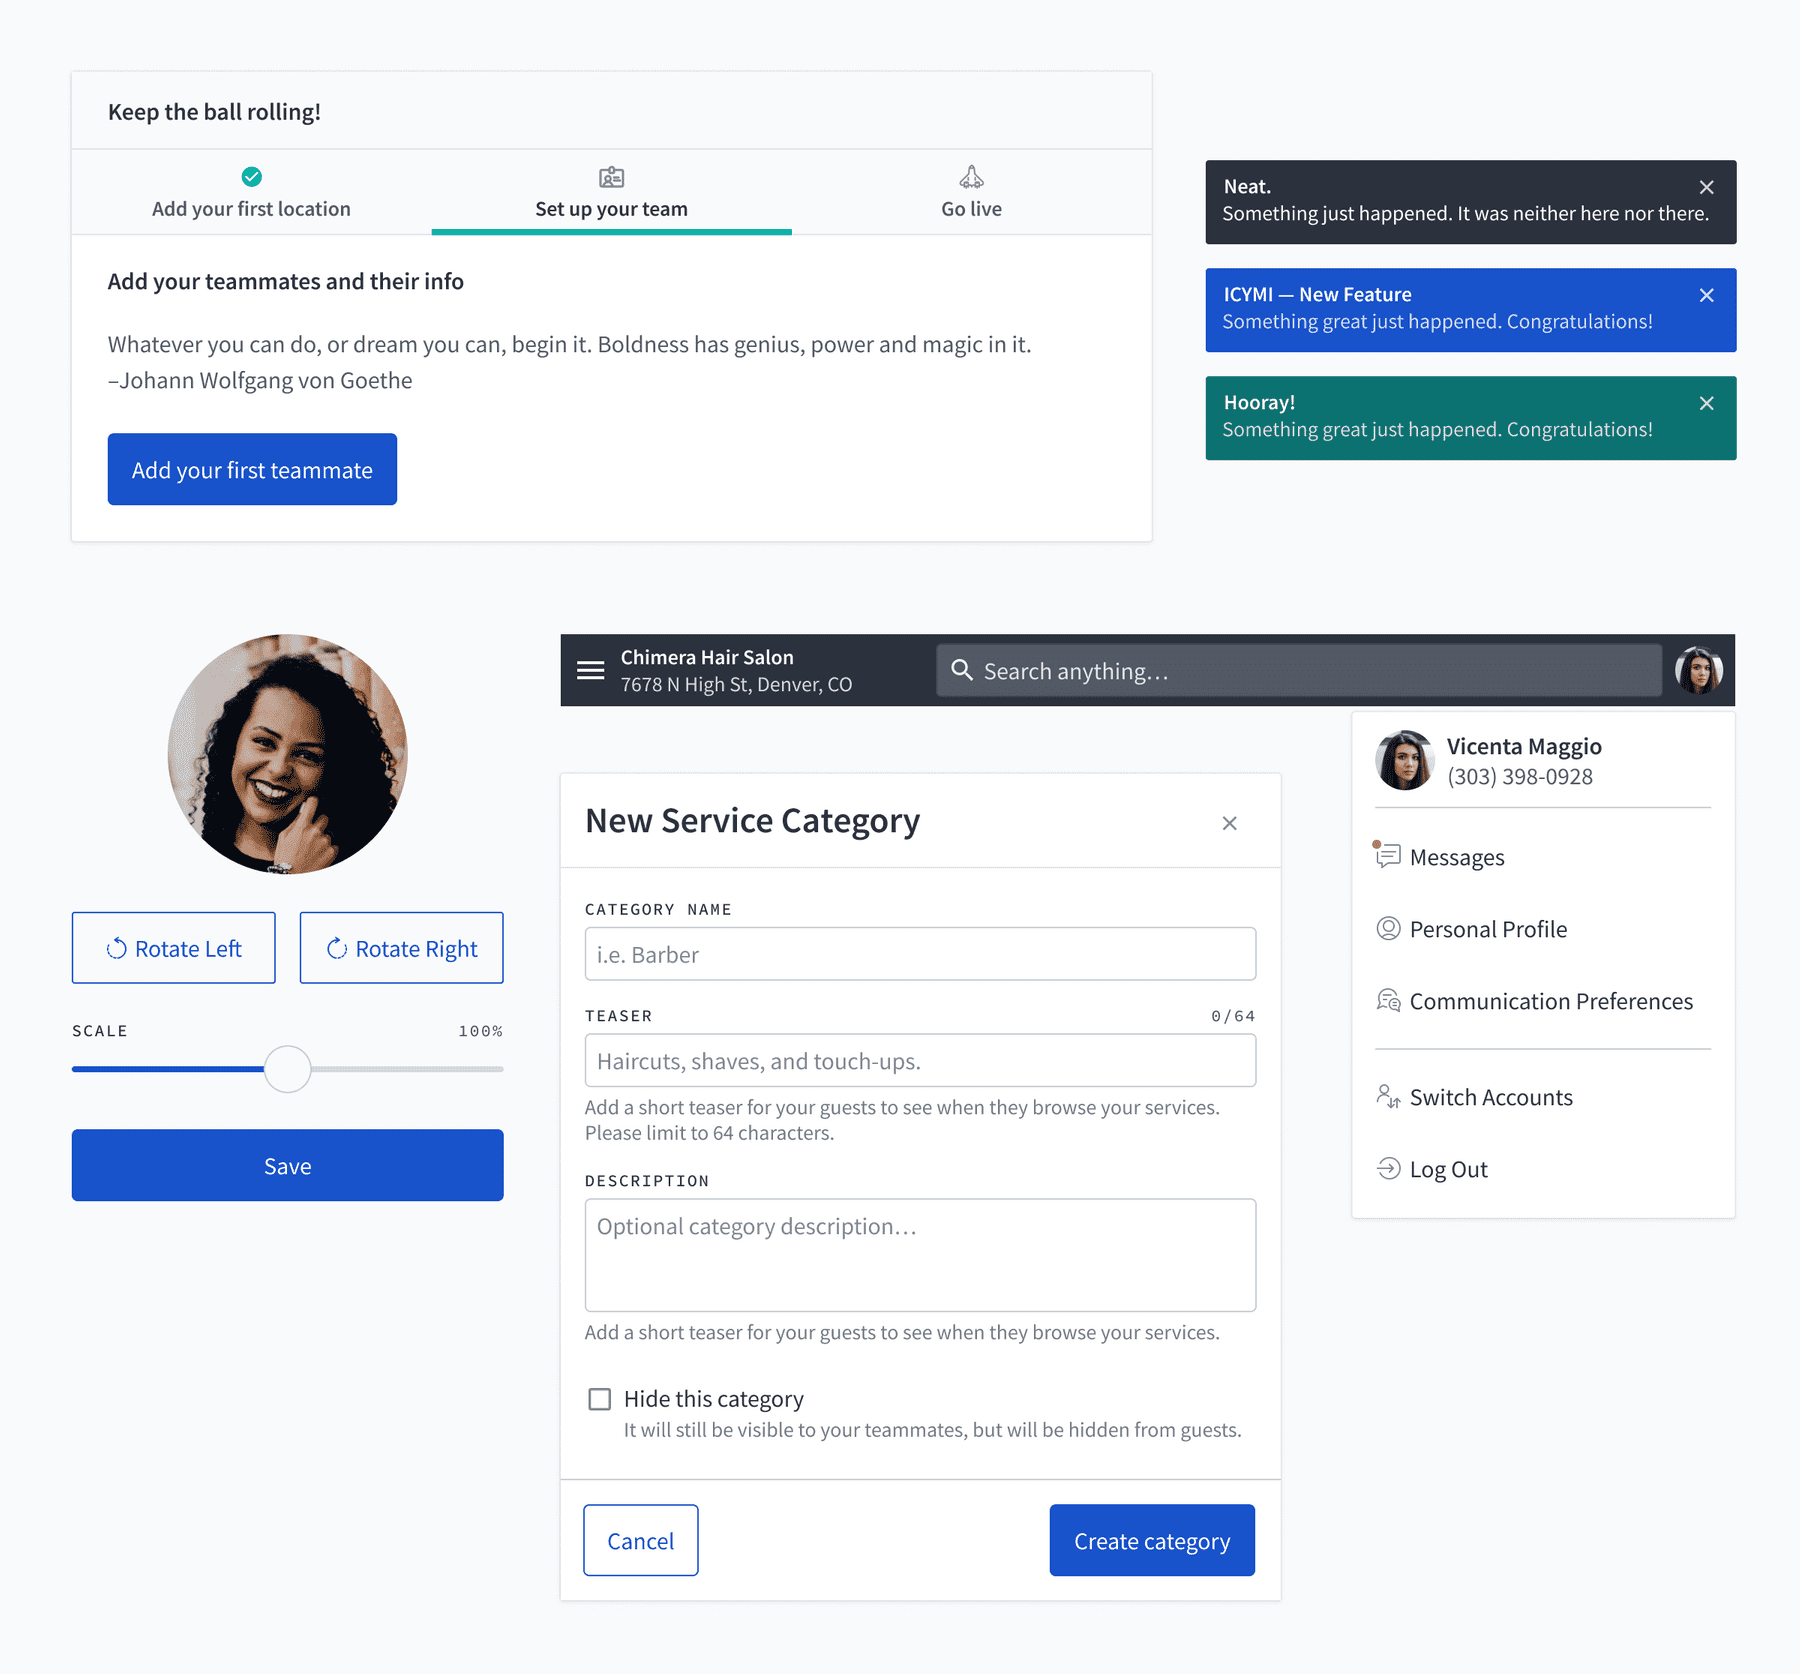 Keep the ball rolling!
Add your first location
Set up your team
Go live
Add your teammates and their info
Whatever you can do, or dream you can, begin it. Boldness has genius, power and magic in it.
–Johann Wolfgang von Goethe
Add your first teammate
Neat.
Something just happened. It was neither here nor there.
ICYMI — New Feature
Something great just happened. Congratulations!
Hooray!
Something great just happened. Congratulations!
Rotate Left
Rotate Right
SCALE
100%
Save
Chimera Hair Salon
7678 N High St, Denver, CO
Search anything…
New Service Category
CATEGORY NAME
i.e. Barber
TEASER
0/64
Haircuts, shaves, and touch-ups.
Add a short teaser for your guests to see when they browse your services.
Please limit to 64 characters.
DESCRIPTION
Optional category description…
Add a short teaser for your guests to see when they browse your services.
Hide this category
It will still be visible to your teammates, but will be hidden from guests.
Cancel
Create category
Vicenta Maggio
(303) 398-0928
Messages
Personal Profile
Communication Preferences
Switch Accounts
Log Out